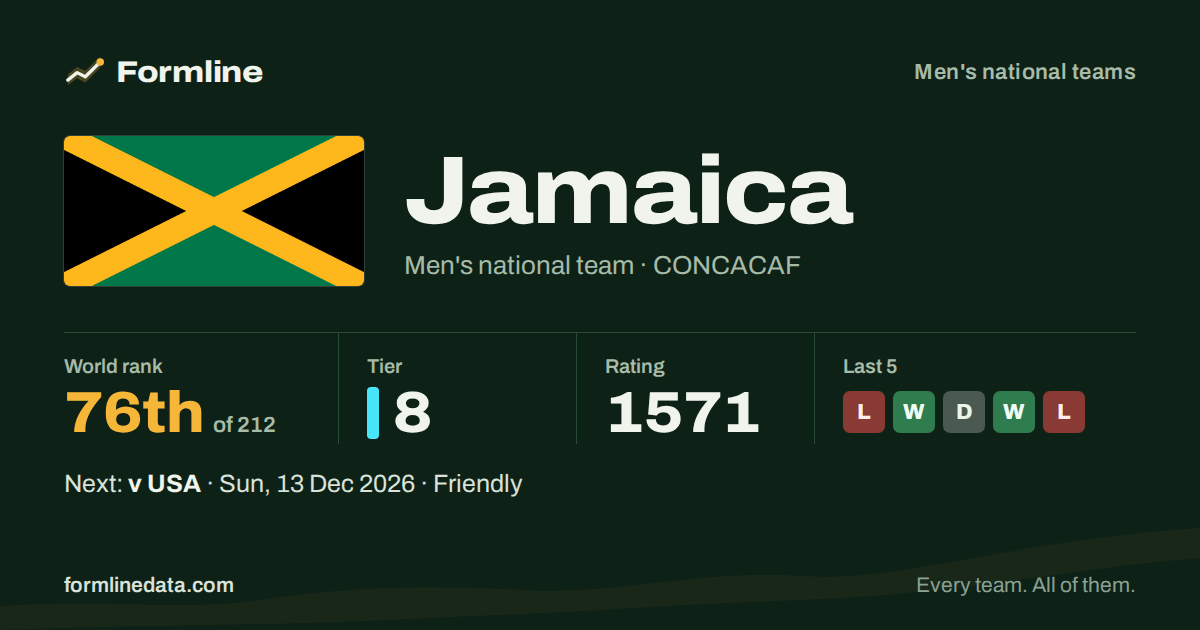 Formline
Men's national teams
Jamaica
Men's national team · CONCACAF
World rank
76th of 212
Tier
8
Rating
1571
Last 5
L W D W L
Next: v USA · Sun, 13 Dec 2026 · Friendly
formlinedata.com
Every team. All of them.